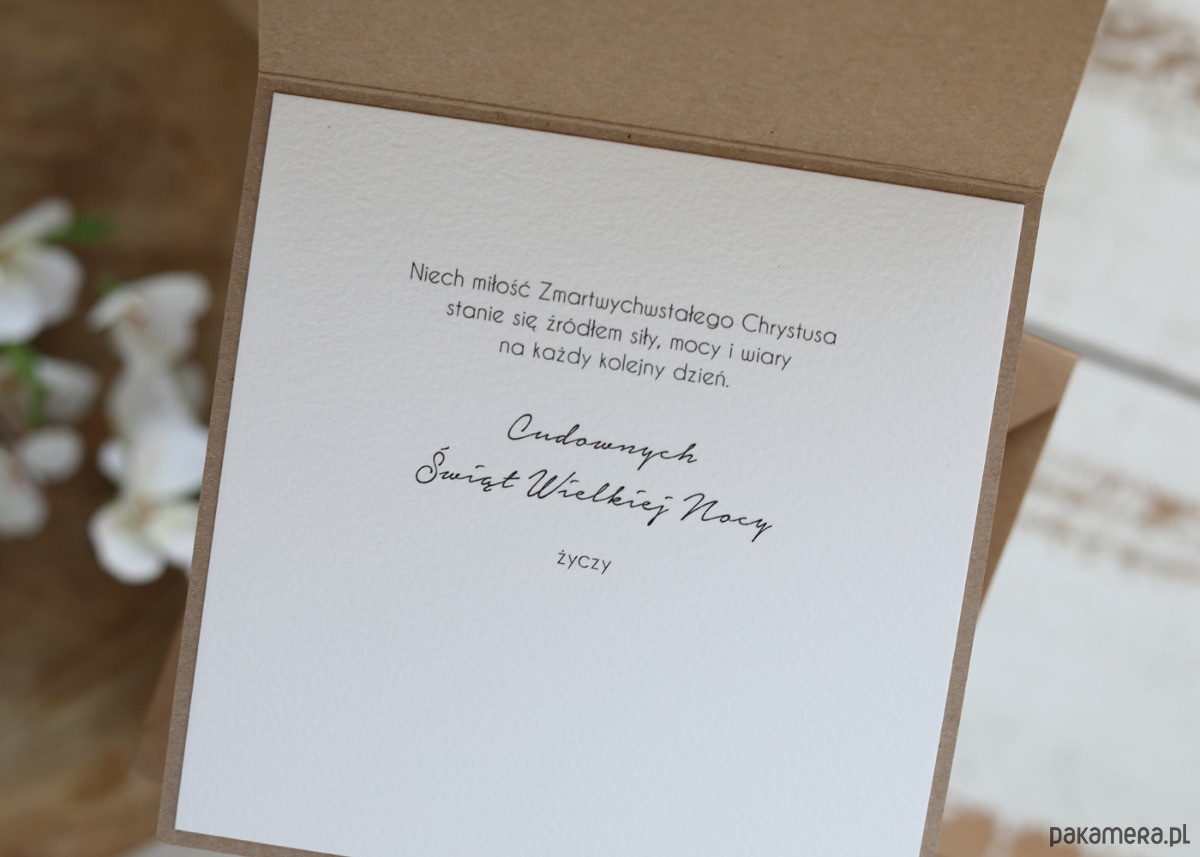 Niech miłość Zmartwychwstałego Chrystusa
stanie się źródłem siły, mocy i wiary
na każdy kolejny dzień.
Cudownych
Świąt Wielkiej Nocy
życzy
pakamera.pl